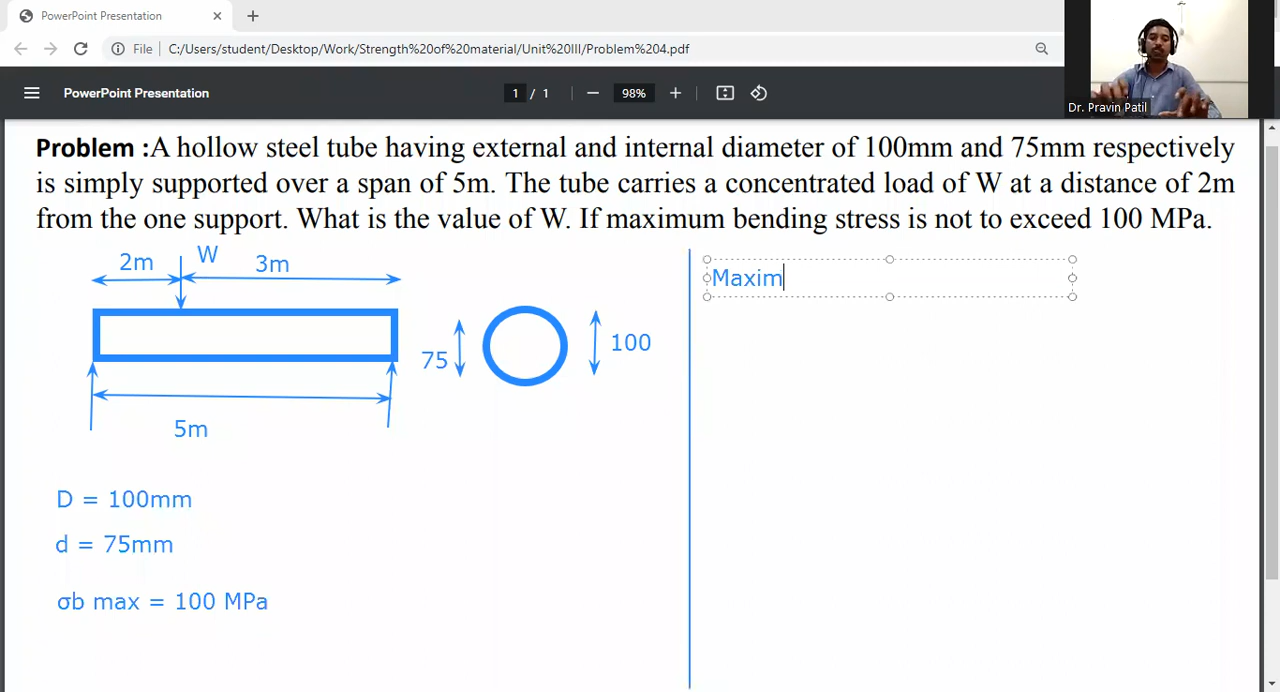 PowerPoint Presentation
File C:/Users/student/Desktop/Work/Strength%20of%20material/Unit%20III/Problem%204.pdf
PowerPoint Presentation
1 / 1
98%
Dr. Pravin Patil
Problem :A hollow steel tube having external and internal diameter of 100mm and 75mm respectively
is simply supported over a span of 5m. The tube carries a concentrated load of W at a distance of 2m
from the one support. What is the value of W. If maximum bending stress is not to exceed 100 MPa.
2m
W
3m
5m
75
100
D = 100mm
d = 75mm
σb max = 100 MPa
Maxim